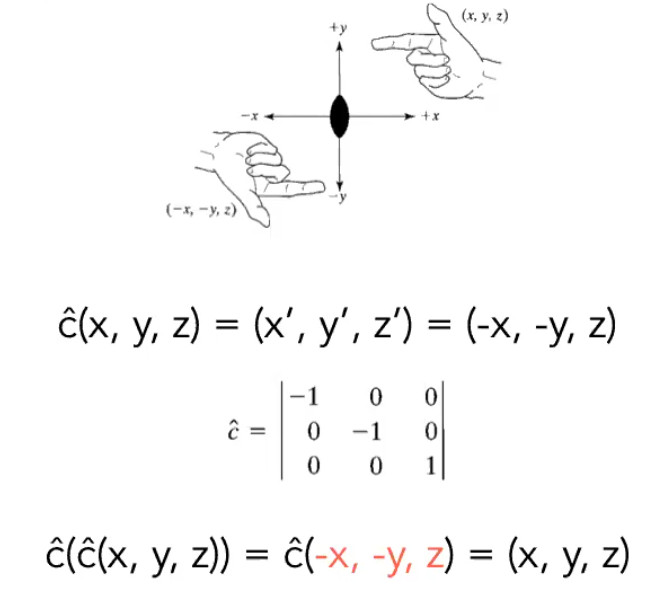 +y
(x, y, z)
−x
+x
−y
(−x, −y, z)
ĉ(x, y, z) = (x′, y′, z′) = (-x, -y, z)
ĉ = | −1 0 0 |
| 0 −1 0 |
| 0 0 1 |
ĉ(ĉ(x, y, z)) = ĉ(-x, -y, z) = (x, y, z)